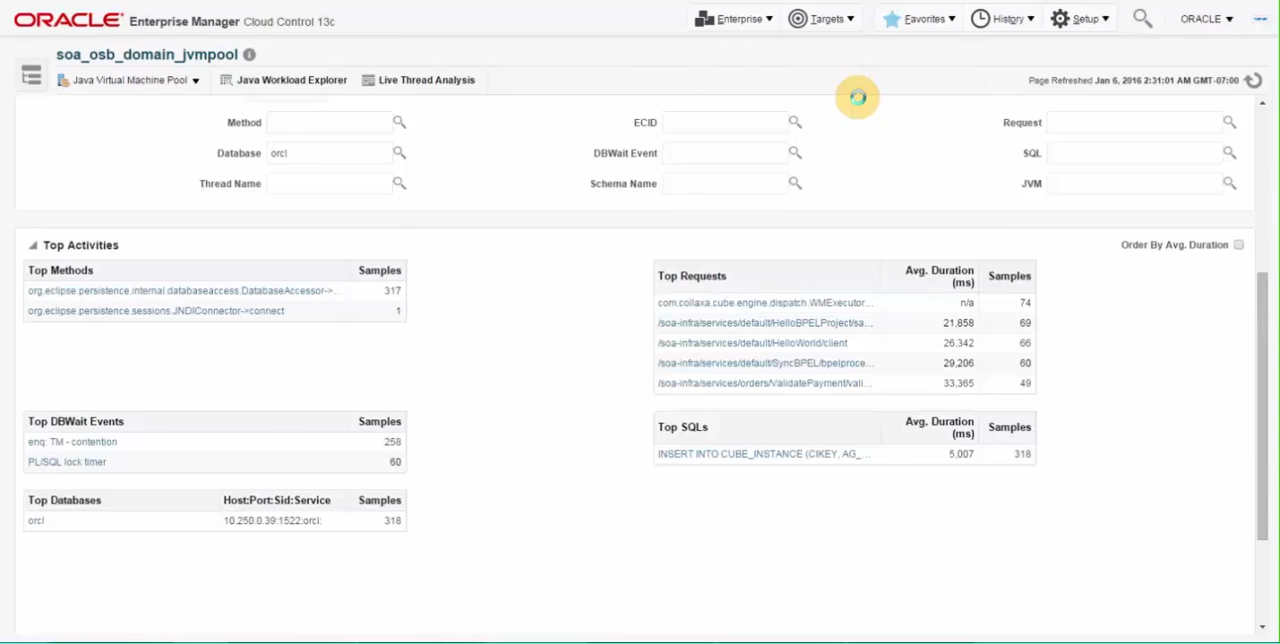 ORACLE® Enterprise Manager Cloud Control 13c
Enterprise ▼ Targets ▼ Favorites ▼ History ▼ Setup ▼ ORACLE ▼
soa_osb_domain_jvmpool
Java Virtual Machine Pool ▼ Java Workload Explorer Live Thread Analysis Page Refreshed Jan 6, 2016 2:31:01 AM GMT-07:00
Method ECID Request
Database orcl DBWait Event SQL
Thread Name Schema Name JVM
Top Activities Order By Avg. Duration
Top Methods Samples
org.eclipse.persistence.internal.databaseaccess.DatabaseAccessor->... 317
org.eclipse.persistence.sessions.JNDIConnector->connect 1
Top Requests Avg. Duration (ms) Samples
com.collaxa.cube.engine.dispatch.WMExecutor... n/a 74
/soa-infra/services/default/HelloBPELProject/sa... 21,858 69
/soa-infra/services/default/HelloWorld/client 26,342 66
/soa-infra/services/default/SyncBPEL/bpelproce... 29,206 60
/soa-infra/services/orders/ValidatePayment/vali... 33,365 49
Top DBWait Events Samples
enq: TM - contention 258
PL/SQL lock timer 60
Top SQLs Avg. Duration (ms) Samples
INSERT INTO CUBE_INSTANCE (CIKEY, AG_... 5,007 318
Top Databases Host:Port:Sid:Service Samples
orcl 10.250.0.39:1522:orcl: 318